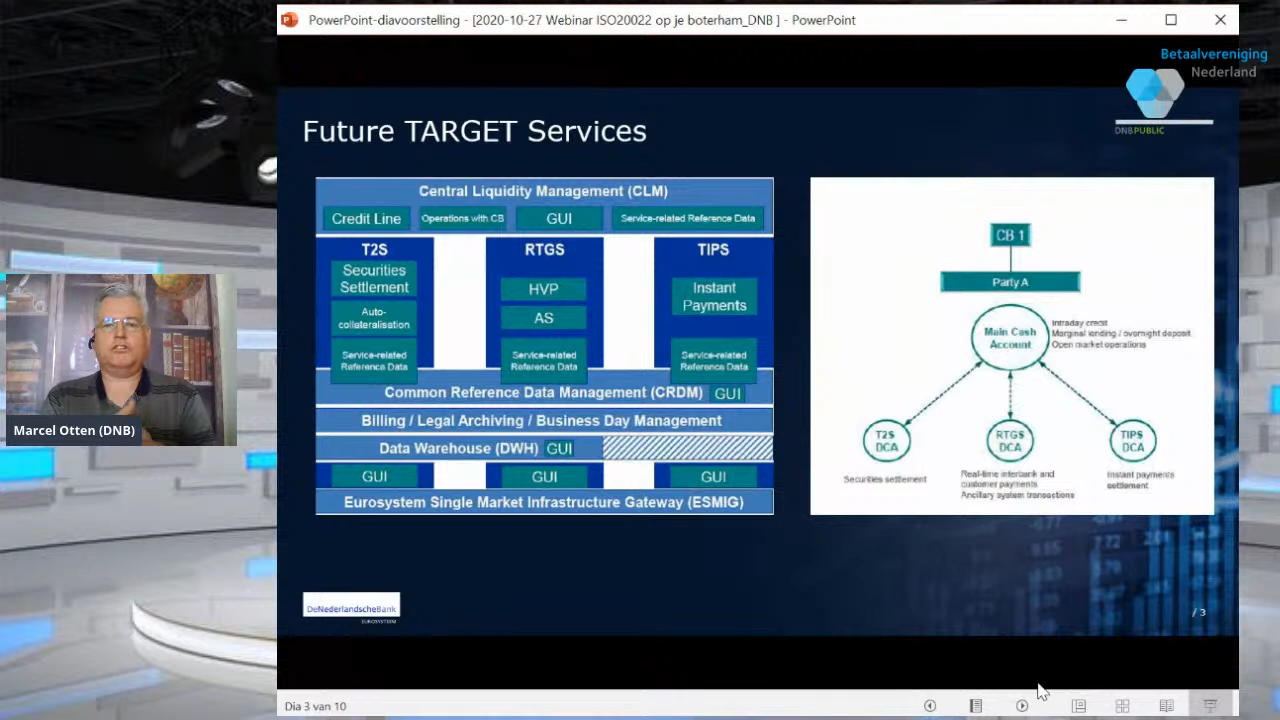 PowerPoint-diavoorstelling - [2020-10-27 Webinar ISO20022 op je boterham_DNB ] - PowerPoint
Betaalvereniging
Nederland
DNBPUBLIC
Future TARGET Services
Central Liquidity Management (CLM)
Credit Line
Operations with CB
GUI
Service-related Reference Data
T2S
Securities
Settlement
Auto-
collateralisation
Service-related
Reference Data
RTGS
HVP
AS
Service-related
Reference Data
TIPS
Instant
Payments
Service-related
Reference Data
Common Reference Data Management (CRDM) GUI
Billing / Legal Archiving / Business Day Management
Data Warehouse (DWH) GUI
GUI
GUI
GUI
Eurosystem Single Market Infrastructure Gateway (ESMIG)
CB 1
Party A
Main Cash
Account
Intraday credit
Marginal lending / overnight deposit
Open market operations
T2S
DCA
Securities settlement
RTGS
DCA
Real-time interbank and
customer payments
Ancillary system transactions
TIPS
DCA
Instant payments
settlement
Marcel Otten (DNB)
DeNederlandscheBank
EUROSYSTEEM
/ 3
Dia 3 van 10